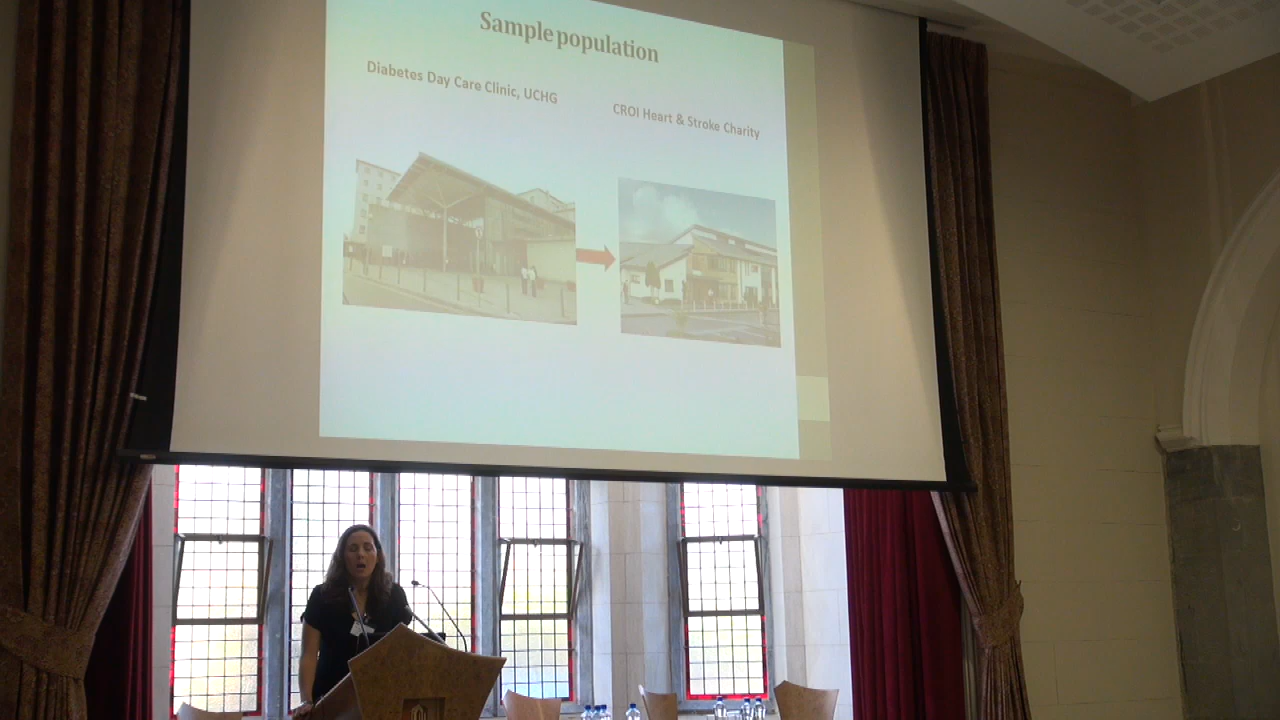 Sample population
Diabetes Day Care Clinic, UCHG
CROI Heart & Stroke Charity